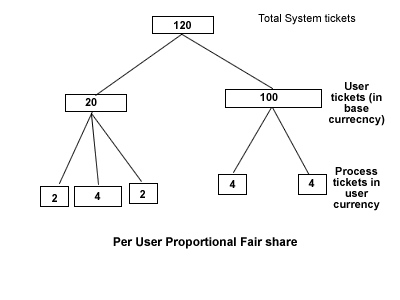 120
Total System tickets
20
100
User
tickets (in
base
currecncy)
2
4
2
4
4
Process
tickets in
user
currency
Per User Proportional Fair share